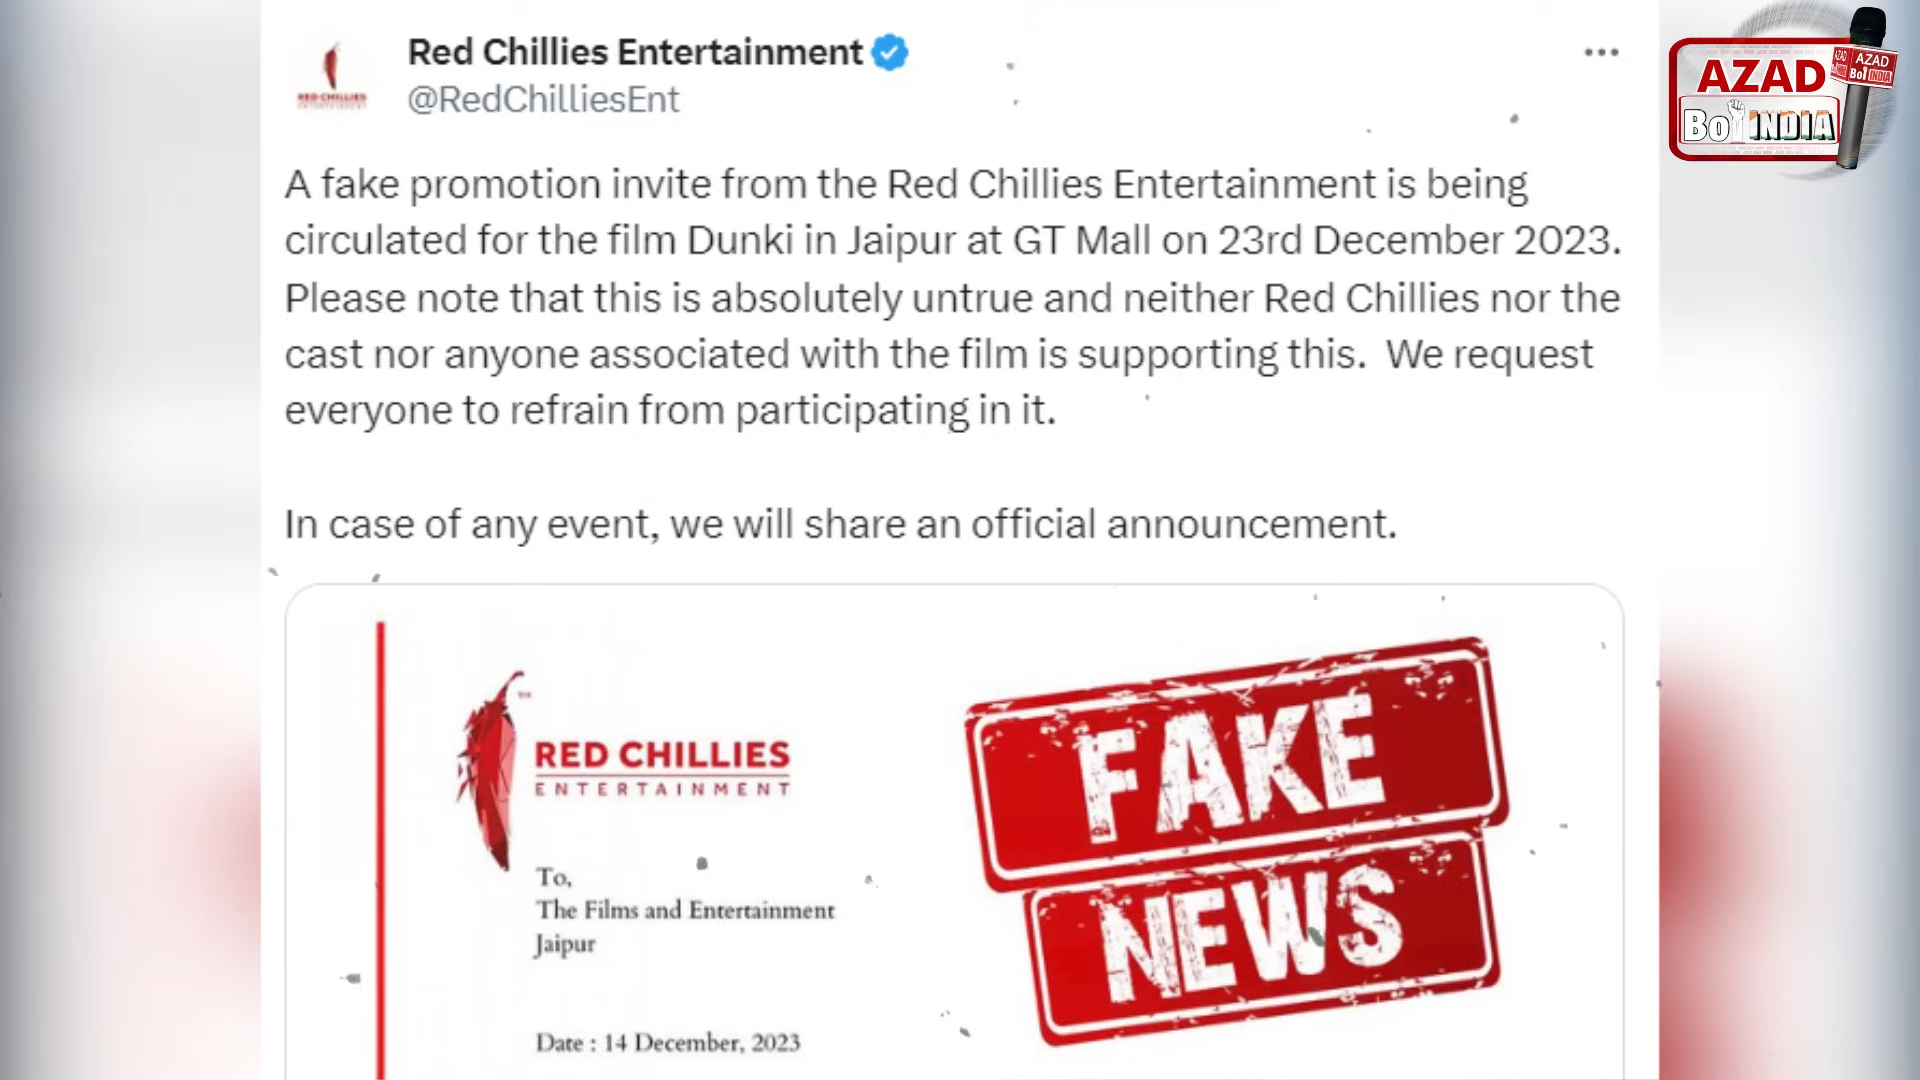 Red Chillies Entertainment
@RedChilliesEnt
AZAD
Bol INDIA
AZAD
Bol INDIA
A fake promotion invite from the Red Chillies Entertainment is being
circulated for the film Dunki in Jaipur at GT Mall on 23rd December 2023.
Please note that this is absolutely untrue and neither Red Chillies nor the
cast nor anyone associated with the film is supporting this. We request
everyone to refrain from participating in it.
In case of any event, we will share an official announcement.
TM
RED CHILLIES
ENTERTAINMENT
FAKE
NEWS
To,
The Films and Entertainment
Jaipur
Date : 14 December, 2023